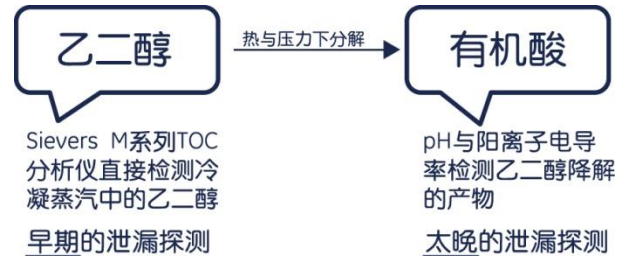 乙二醇
热与压力下分解
有机酸
Sievers M系列TOC
分析仪直接检测冷
凝蒸汽中的乙二醇
早期的泄漏探测
pH与阳离子电导
率检测乙二醇降解
的产物
太晚的泄漏探测